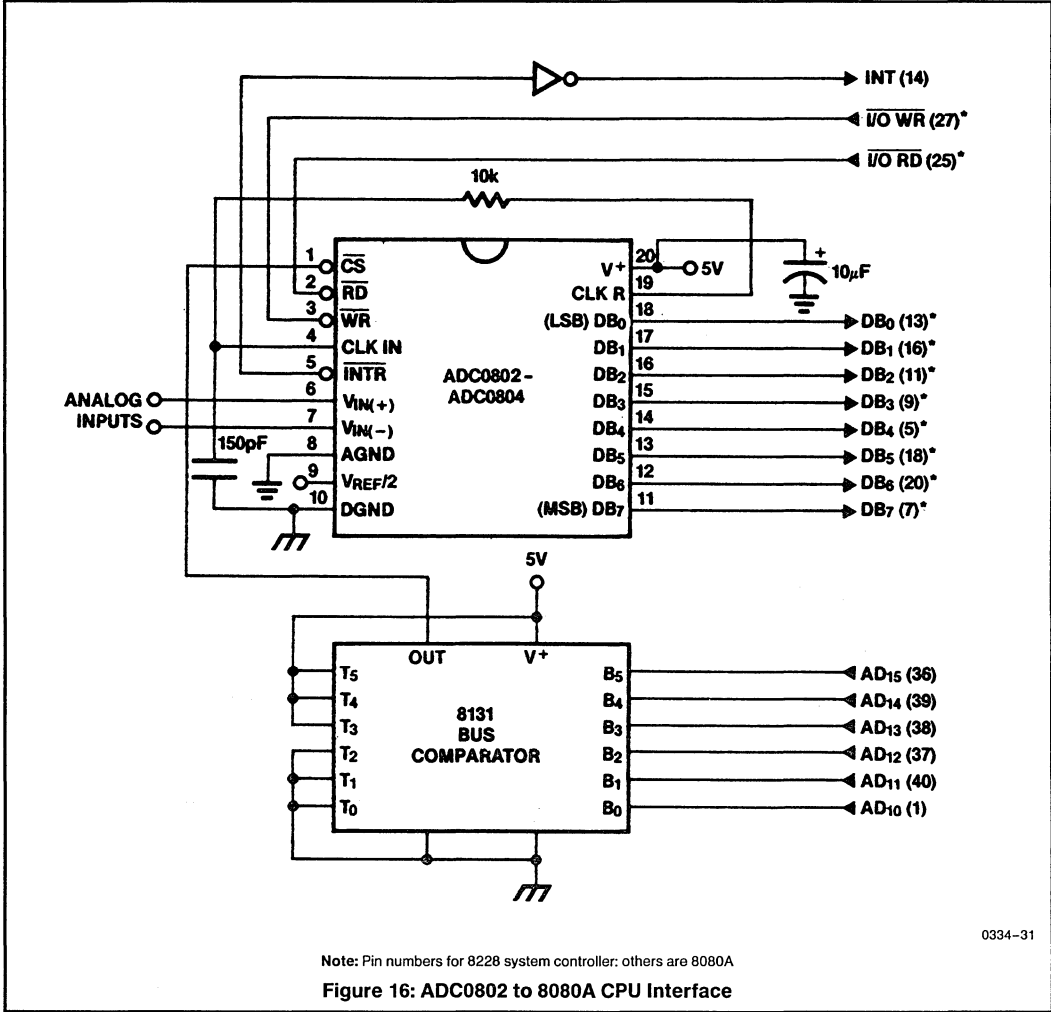 INT (14)
I/O WR (27)*
I/O RD (25)*
10k
1
CS
2
RD
3
WR
4
CLK IN
5
INTR
6
VIN(+)
7
VIN(−)
8
AGND
9
VREF/2
10
DGND
ANALOG
INPUTS
150pF
ADC0802 –
ADC0804
V+
20
5V
+
10μF
CLK R
19
(LSB) DB0
18
DB0 (13)*
DB1
17
DB1 (16)*
DB2
16
DB2 (11)*
DB3
15
DB3 (9)*
DB4
14
DB4 (5)*
DB5
13
DB5 (18)*
DB6
12
DB6 (20)*
(MSB) DB7
11
DB7 (7)*
5V
OUT
V+
T5
T4
T3
T2
T1
T0
8131
BUS
COMPARATOR
B5
AD15 (36)
B4
AD14 (39)
B3
AD13 (38)
B2
AD12 (37)
B1
AD11 (40)
B0
AD10 (1)
0334–31
Note: Pin numbers for 8228 system controller: others are 8080A
Figure 16: ADC0802 to 8080A CPU Interface